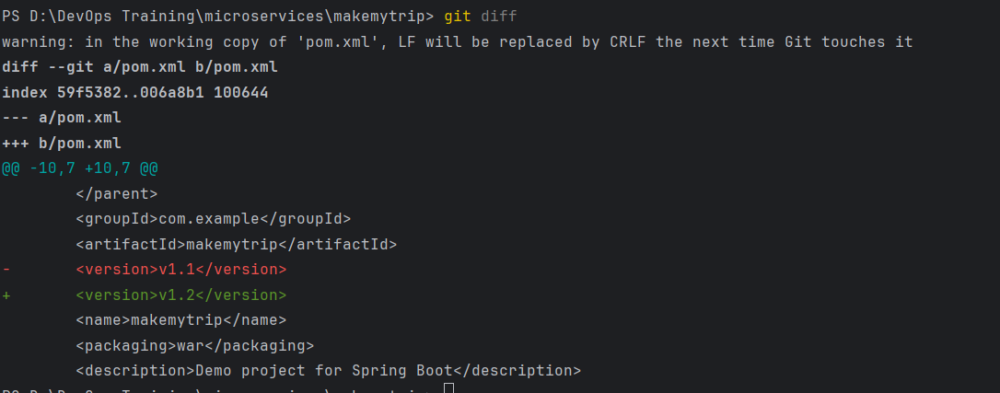 PS D:\DevOps Training\microservices\makemytrip> git diff
warning: in the working copy of 'pom.xml', LF will be replaced by CRLF the next time Git touches it
diff --git a/pom.xml b/pom.xml
index 59f5382..006a8b1 100644
--- a/pom.xml
+++ b/pom.xml
@@ -10,7 +10,7 @@
        </parent>
        <groupId>com.example</groupId>
        <artifactId>makemytrip</artifactId>
-       <version>v1.1</version>
+       <version>v1.2</version>
        <name>makemytrip</name>
        <packaging>war</packaging>
        <description>Demo project for Spring Boot</description>